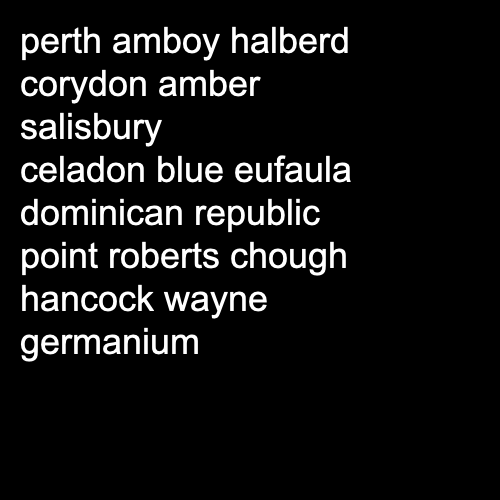 perth amboy halberd
corydon amber
salisbury
celadon blue eufaula
dominican republic
point roberts chough
hancock wayne
germanium